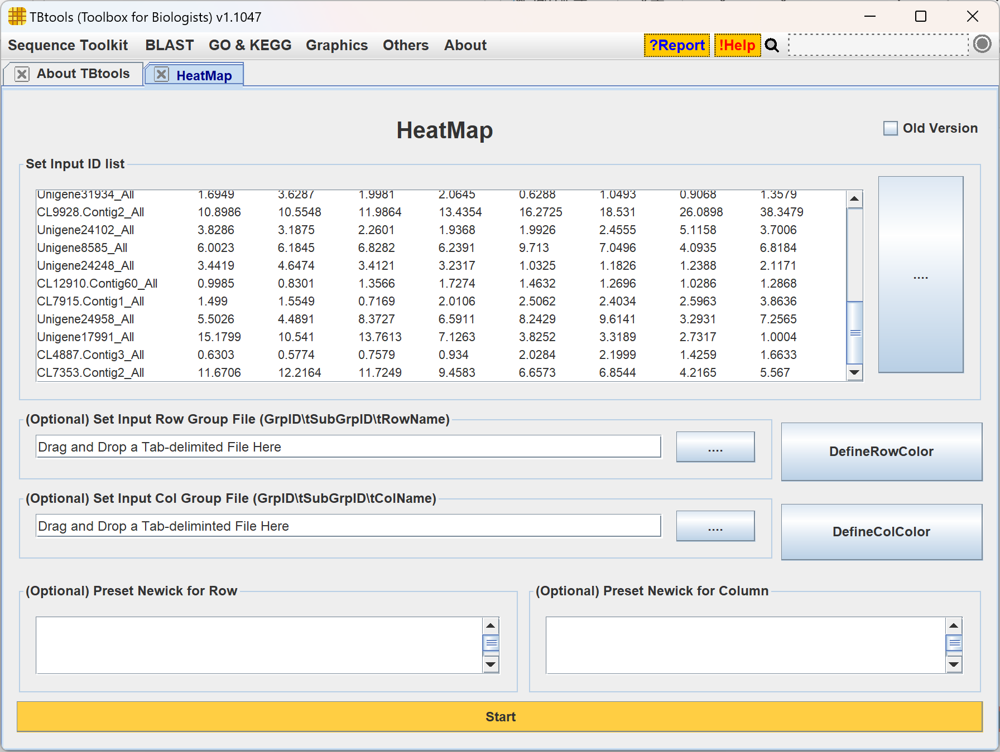 TBtools (Toolbox for Biologists) v1.1047
Sequence Toolkit BLAST GO & KEGG Graphics Others About ?Report !Help
About TBtools HeatMap
HeatMap
Old Version
Set Input ID list
Unigene31934_All 1.6949 3.6287 1.9981 2.0645 0.6288 1.0493 0.9068 1.3579
CL9928.Contig2_All 10.8986 10.5548 11.9864 13.4354 16.2725 18.531 26.0898 38.3479
Unigene24102_All 3.8286 3.1875 2.2601 1.9368 1.9926 2.4555 5.1158 3.7006
Unigene8585_All 6.0023 6.1845 6.8282 6.2391 9.713 7.0496 4.0935 6.8184
Unigene24248_All 3.4419 4.6474 3.4121 3.2317 1.0325 1.1826 1.2388 2.1171
CL12910.Contig60_All 0.9985 0.8301 1.3566 1.7274 1.4632 1.2696 1.0286 1.2868
CL7915.Contig1_All 1.499 1.5549 0.7169 2.0106 2.5062 2.4034 2.5963 3.8636
Unigene24958_All 5.5026 4.4891 8.3727 6.5911 8.2429 9.6141 3.2931 7.2565
Unigene17991_All 15.1799 10.541 13.7613 7.1263 3.8252 3.3189 2.7317 1.0004
CL4887.Contig3_All 0.6303 0.5774 0.7579 0.934 2.0284 2.1999 1.4259 1.6633
CL7353.Contig2_All 11.6706 12.2164 11.7249 9.4583 6.6573 6.8544 4.2165 5.567
....
(Optional) Set Input Row Group File (GrpID\tSubGrpID\tRowName)
Drag and Drop a Tab-delimited File Here
....
DefineRowColor
(Optional) Set Input Col Group File (GrpID\tSubGrpID\tColName)
Drag and Drop a Tab-deliminted File Here
....
DefineColColor
(Optional) Preset Newick for Row
(Optional) Preset Newick for Column
Start